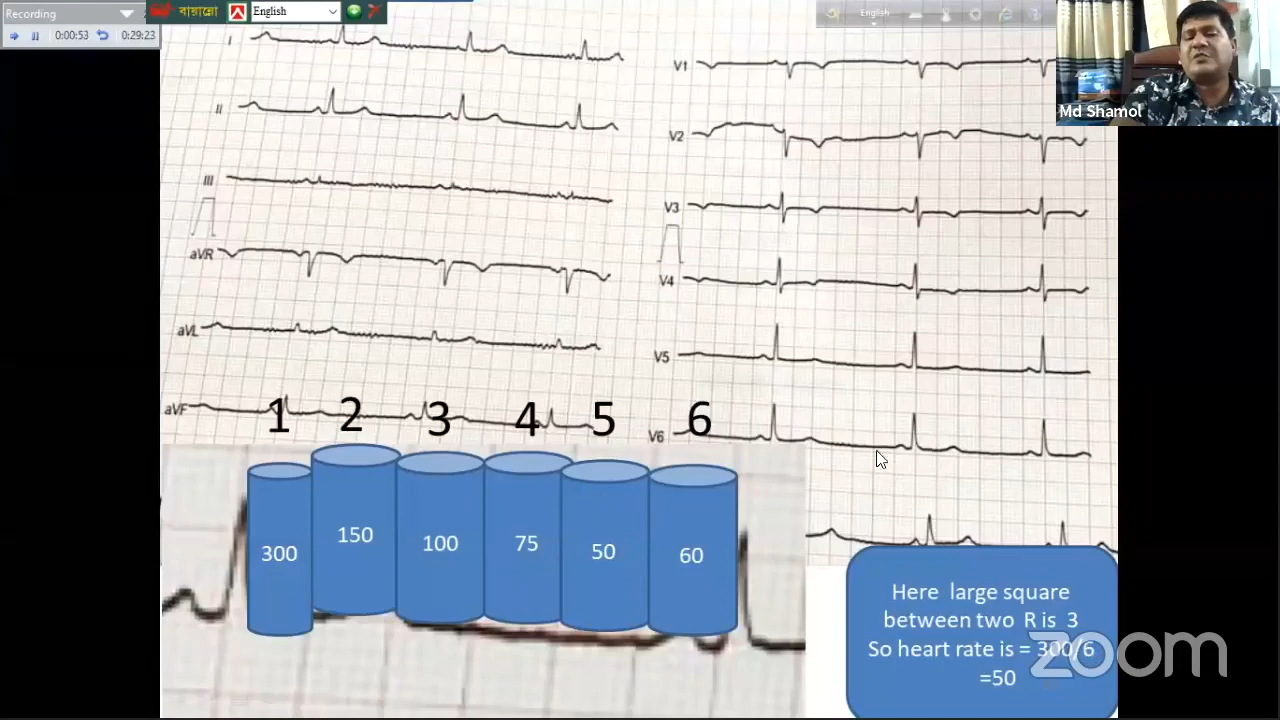 Recording
বায়ান্নো
English
English
0:00:53
0:29:23
Md Shamol
I
V1
II
V2
III
V3
aVR
V4
aVL
V5
aVF
1 2 3 4 5 6
V6
300 150 100 75 50 60
Here large square
between two R is 3
So heart rate is = 300/6
=50
zoom